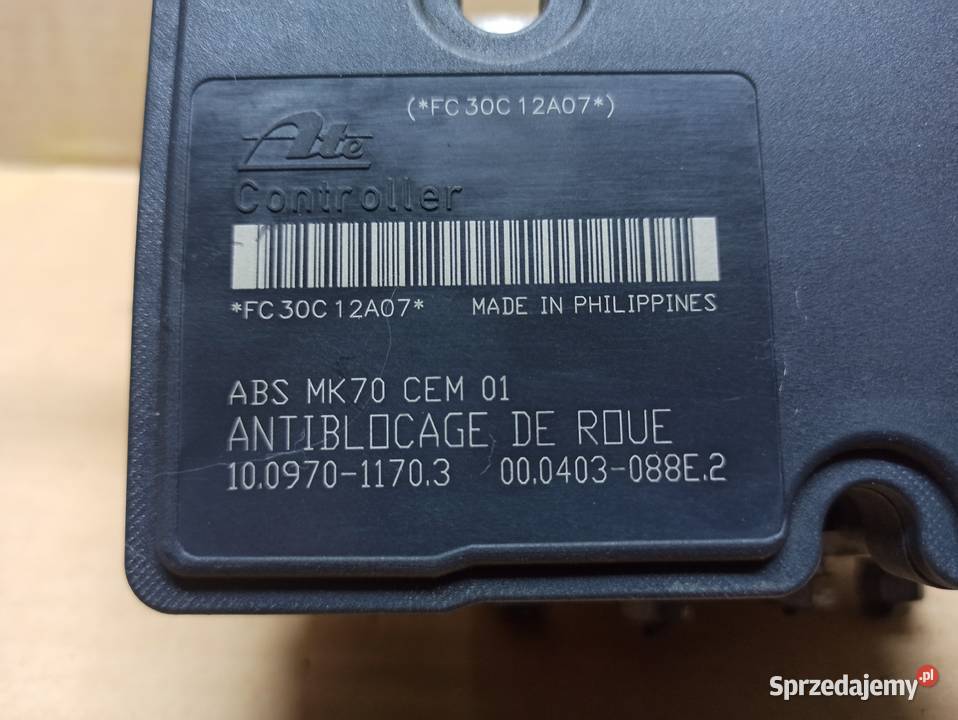 (*FC30C12A07*)
Ate
Controller
*FC30C12A07* MADE IN PHILIPPINES
ABS MK70 CEM 01
ANTIBLOCAGE DE ROUE
10.0970-1170.3 00.0403-088E.2
Sprzedajemy.pl